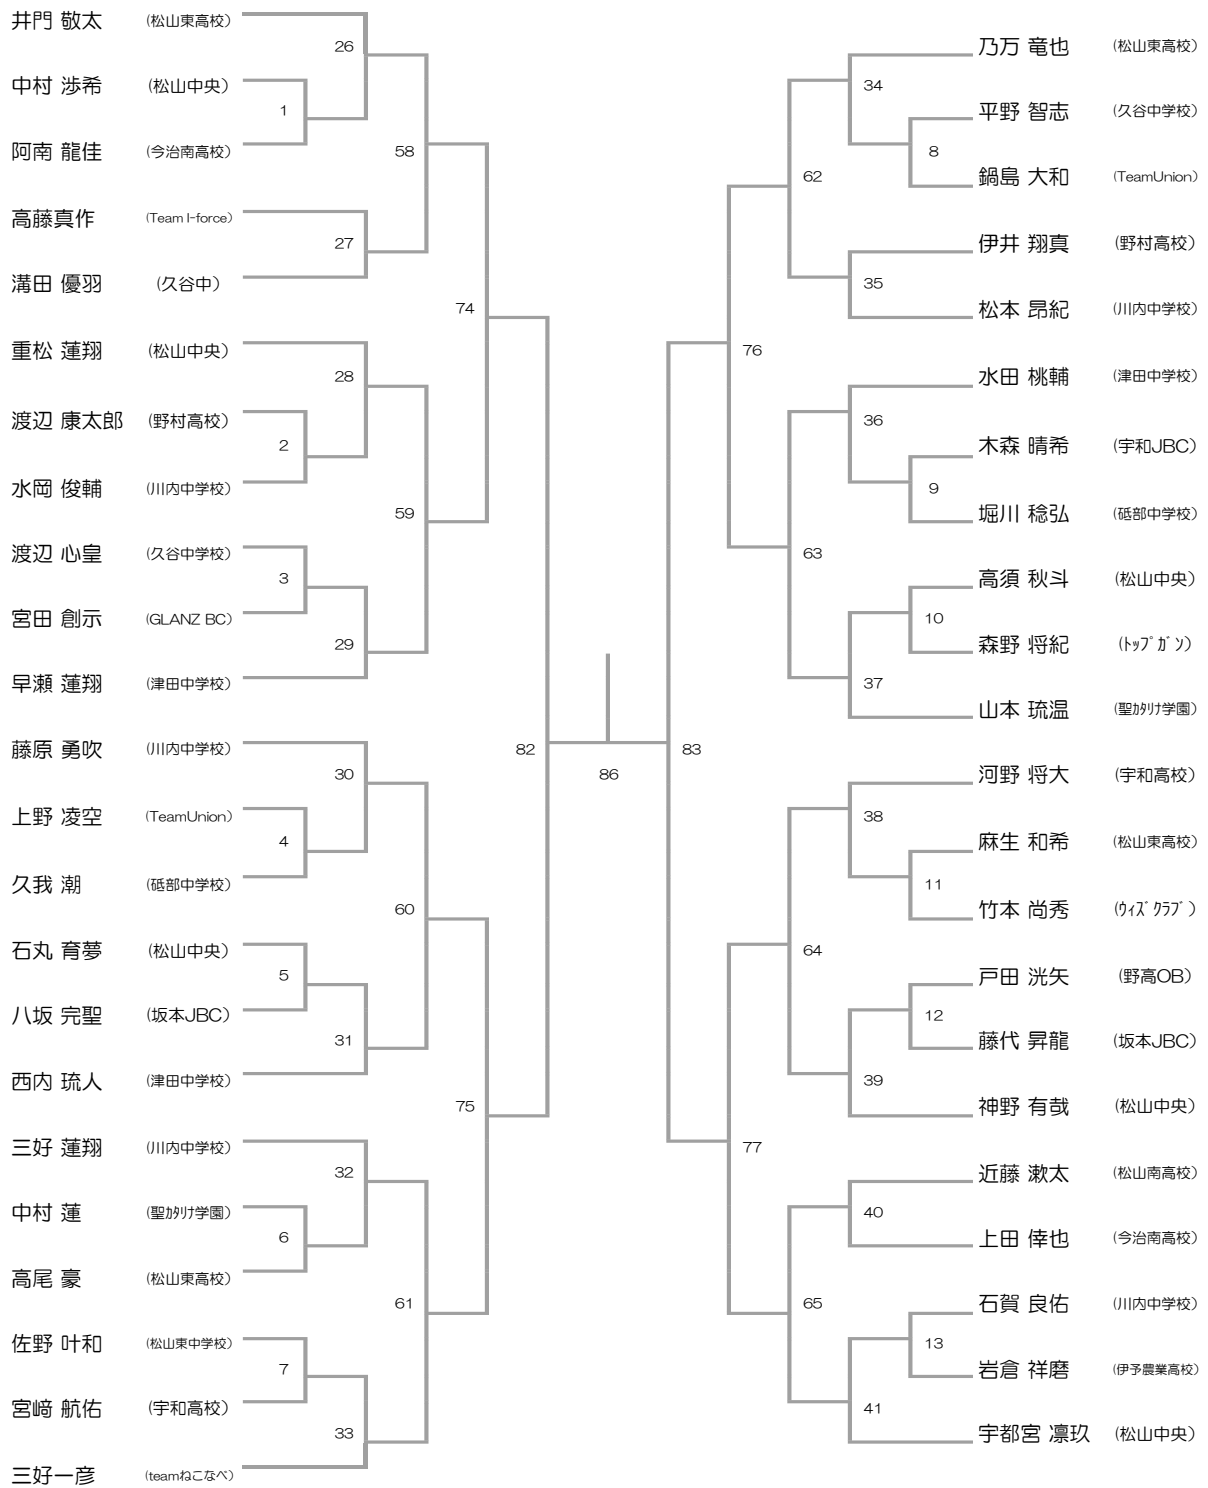 井門 敬太 (松山東高校)
26
中村 渉希 (松山中央)
1
阿南 龍佳 (今治南高校)
58
高藤真作 (Team I-force)
27
溝田 優羽 (久谷中)
74
重松 蓮翔 (松山中央)
28
渡辺 康太郎 (野村高校)
2
水岡 俊輔 (川内中学校)
59
渡辺 心皇 (久谷中学校)
3
宮田 創示 (GLANZ BC)
29
早瀬 蓮翔 (津田中学校)
82
藤原 勇吹 (川内中学校)
30
上野 凌空 (TeamUnion)
4
久我 潮 (砥部中学校)
60
石丸 育夢 (松山中央)
5
八坂 完聖 (坂本JBC)
31
西内 琉人 (津田中学校)
75
三好 蓮翔 (川内中学校)
32
中村 蓮 (聖ｶﾀﾘﾅ学園)
6
高尾 豪 (松山東高校)
61
佐野 叶和 (松山東中学校)
7
宮﨑 航佑 (宇和高校)
33
三好一彦 (teamねこなべ)
86
乃万 竜也 (松山東高校)
34
平野 智志 (久谷中学校)
8
鍋島 大和 (TeamUnion)
62
伊井 翔真 (野村高校)
35
松本 昂紀 (川内中学校)
76
水田 桃輔 (津田中学校)
36
木森 晴希 (宇和JBC)
9
堀川 稔弘 (砥部中学校)
63
高須 秋斗 (松山中央)
10
森野 将紀 (ﾄｯﾌﾟｶﾞﾝ)
37
山本 琉温 (聖ｶﾀﾘﾅ学園)
83
河野 将大 (宇和高校)
38
麻生 和希 (松山東高校)
11
竹本 尚秀 (ｳｨｽﾞｸﾗﾌﾞ)
64
戸田 洸矢 (野高OB)
12
藤代 昇龍 (坂本JBC)
39
神野 有哉 (松山中央)
77
近藤 漱太 (松山南高校)
40
上田 倖也 (今治南高校)
65
石賀 良佑 (川内中学校)
13
岩倉 祥磨 (伊予農業高校)
41
宇都宮 凛玖 (松山中央)